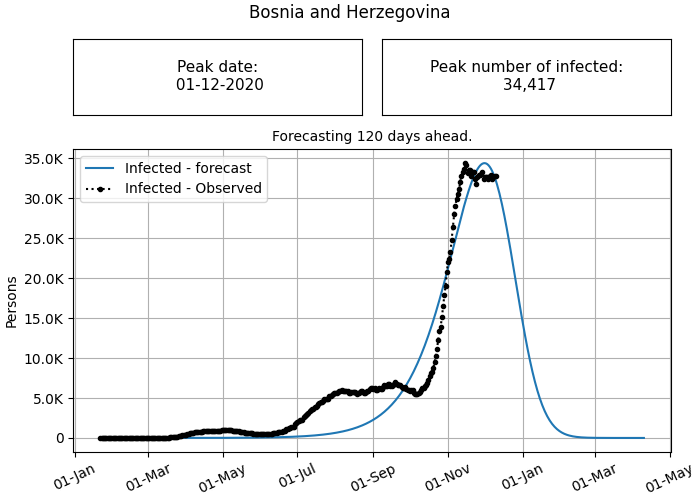 Bosnia and Herzegovina
Peak date:
01-12-2020
Peak number of infected:
34,417
Forecasting 120 days ahead.
Infected - forecast
Infected - Observed
35.0K
30.0K
25.0K
20.0K
15.0K
10.0K
5.0K
0
Persons
01-Jan
01-Mar
01-May
01-Jul
01-Sep
01-Nov
01-Jan
01-Mar
01-May